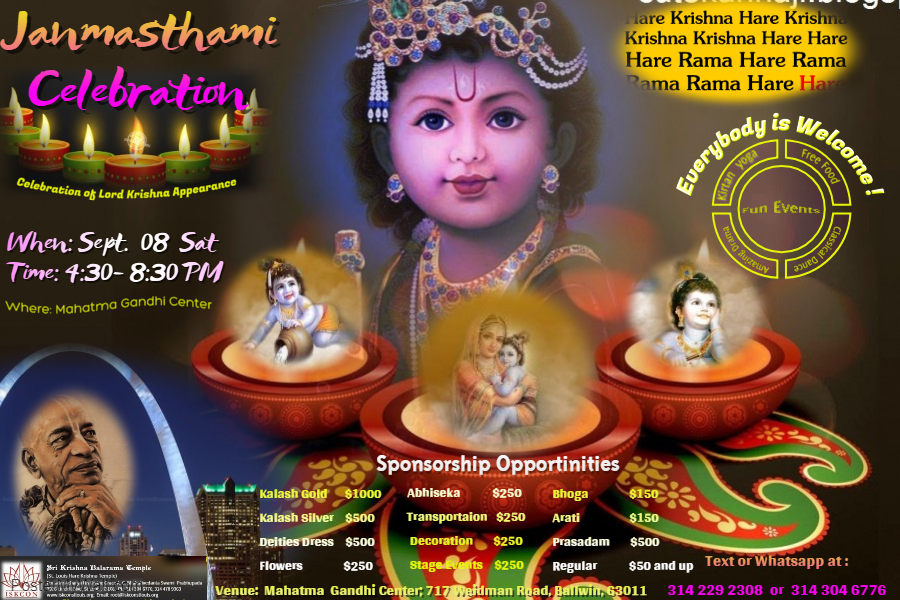 Janmasthami
Celebration
Celebration of Lord Krishna Appearance
When: Sept. 08 Sat
Time: 4:30- 8:30 PM
Where: Mahatma Gandhi Center
Hare Krishna Hare Krishna
Krishna Krishna Hare Hare
Hare Rama Hare Rama
Rama Rama Hare Hare
Everybody is Welcome !
Kirtan yoga
Free Food
Fun Events
Amazing Drama
Classical Dance
Sponsorship Opportinities
Kalash Gold $1000 Abhiseka $250 Bhoga $150
Kalash Silver $500 Transportaion $250 Arati $150
Deities Dress $500 Decoration $250 Prasadam $500
Flowers $250 Stage Events $250 Regular $50 and up
Text or Whatsapp at :
Venue: Mahatma Gandhi Center; 717 Weidman Road, Ballwin, 63011 314 229 2308 or 314 304 6776
ISKCON
Sri Krishna Balarama Temple
(St. Louis Hare Krishna Temple)